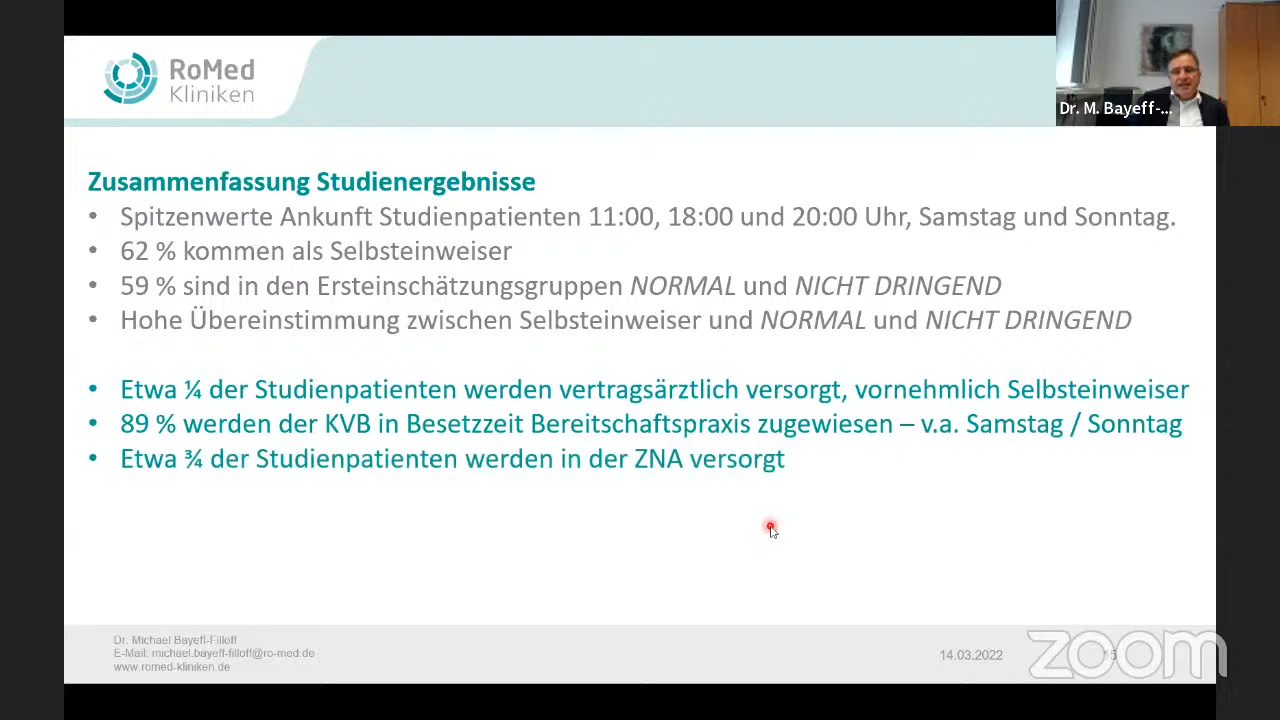 RoMed
Kliniken
Dr. M. Bayeff-...
Zusammenfassung Studienergebnisse
• Spitzenwerte Ankunft Studienpatienten 11:00, 18:00 und 20:00 Uhr, Samstag und Sonntag.
• 62 % kommen als Selbsteinweiser
• 59 % sind in den Ersteinschätzungsgruppen NORMAL und NICHT DRINGEND
• Hohe Übereinstimmung zwischen Selbsteinweiser und NORMAL und NICHT DRINGEND
• Etwa ¼ der Studienpatienten werden vertragsärztlich versorgt, vornehmlich Selbsteinweiser
• 89 % werden der KVB in Besetzzeit Bereitschaftspraxis zugewiesen – v.a. Samstag / Sonntag
• Etwa ¾ der Studienpatienten werden in der ZNA versorgt
Dr. Michael Bayeff-Filloff
E-Mail: michael.bayeff-filloff@ro-med.de
www.romed-kliniken.de
14.03.2022
15
zoom